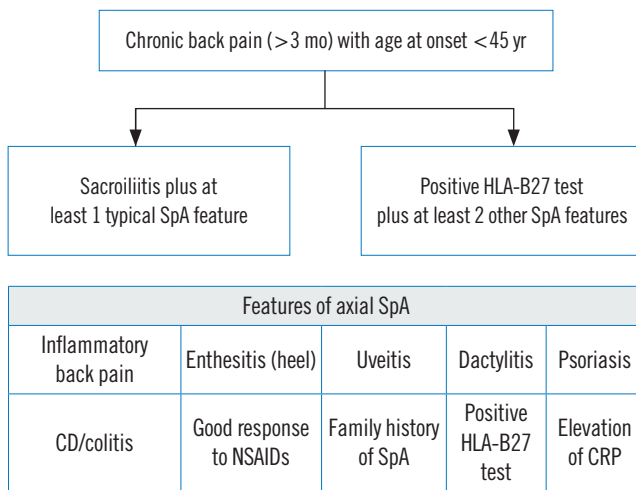 Chronic back pain (>3 mo) with age at onset <45 yr
Sacroiliitis plus at
least 1 typical SpA feature
Positive HLA-B27 test
plus at least 2 other SpA features
Features of axial SpA
Inflammatory
back pain
Enthesitis (heel)
Uveitis
Dactylitis
Psoriasis
CD/colitis
Good response
to NSAIDs
Family history
of SpA
Positive
HLA-B27
test
Elevation
of CRP